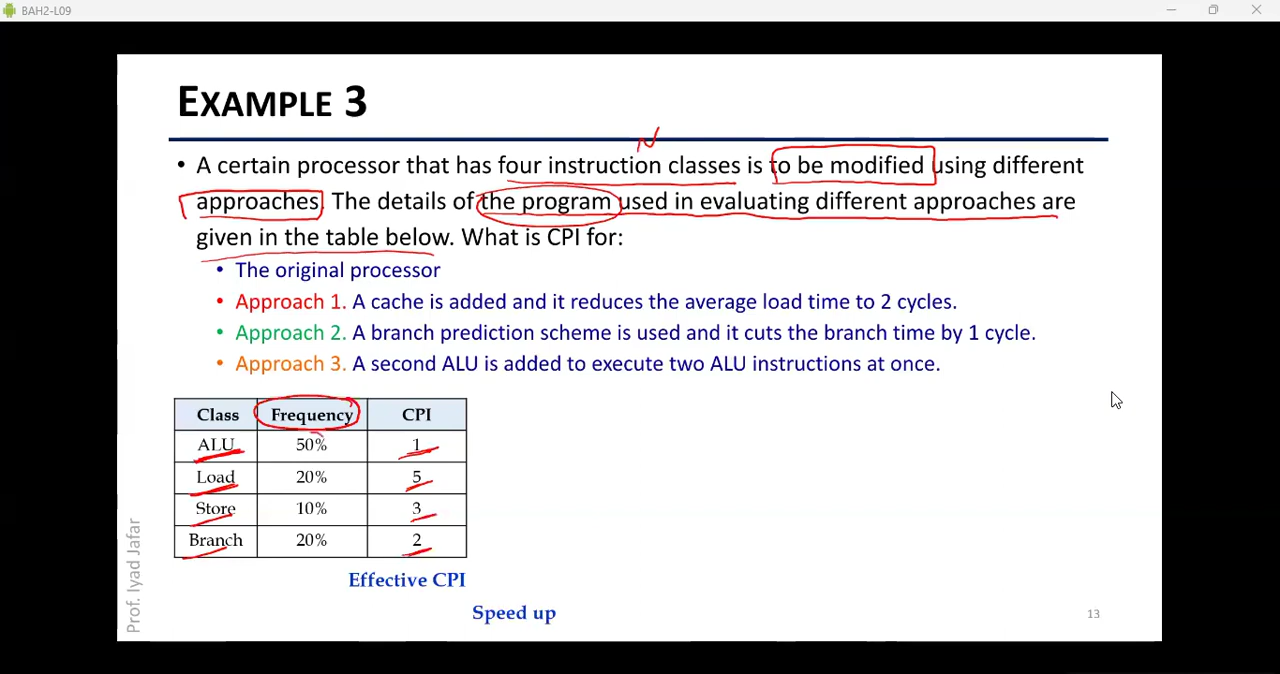 BAH2-L09
EXAMPLE 3
N
• A certain processor that has four instruction classes is to be modified using different
approaches. The details of the program used in evaluating different approaches are
given in the table below. What is CPI for:
• The original processor
• Approach 1. A cache is added and it reduces the average load time to 2 cycles.
• Approach 2. A branch prediction scheme is used and it cuts the branch time by 1 cycle.
• Approach 3. A second ALU is added to execute two ALU instructions at once.
Class Frequency CPI
ALU 50% 1
Load 20% 5
Store 10% 3
Branch 20% 2
Effective CPI
Speed up
Prof. Iyad Jafar
13